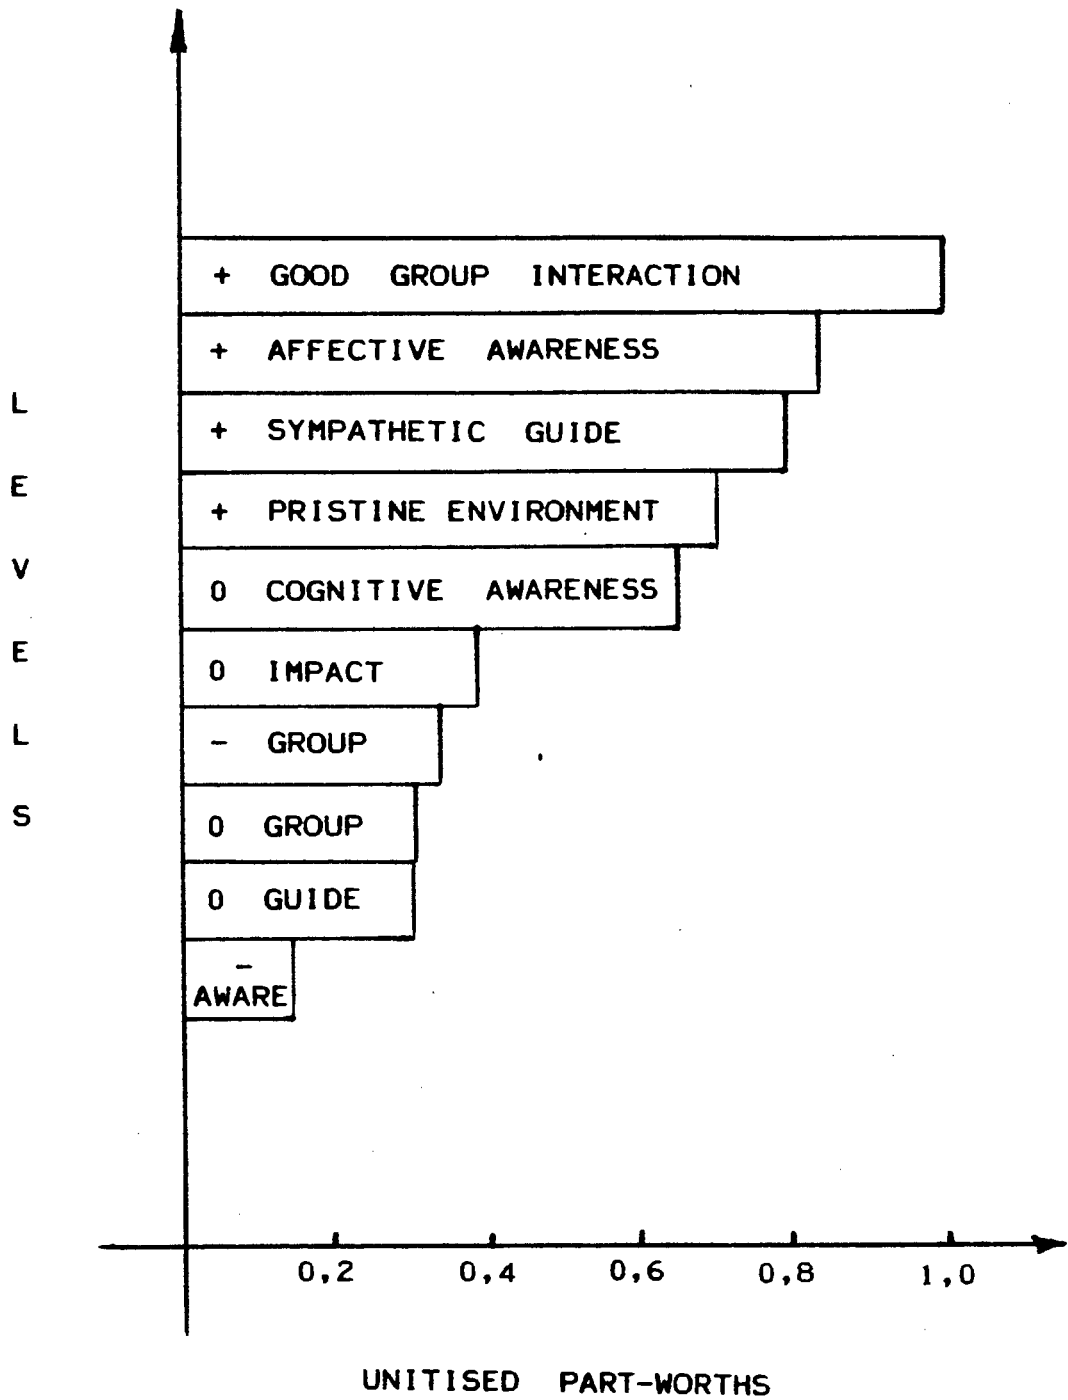 + GOOD GROUP INTERACTION
+ AFFECTIVE AWARENESS
+ SYMPATHETIC GUIDE
+ PRISTINE ENVIRONMENT
0 COGNITIVE AWARENESS
0 IMPACT
- GROUP
0 GROUP
0 GUIDE
-
AWARE
LEVELS
0,2 0,4 0,6 0,8 1,0
UNITISED PART-WORTHS